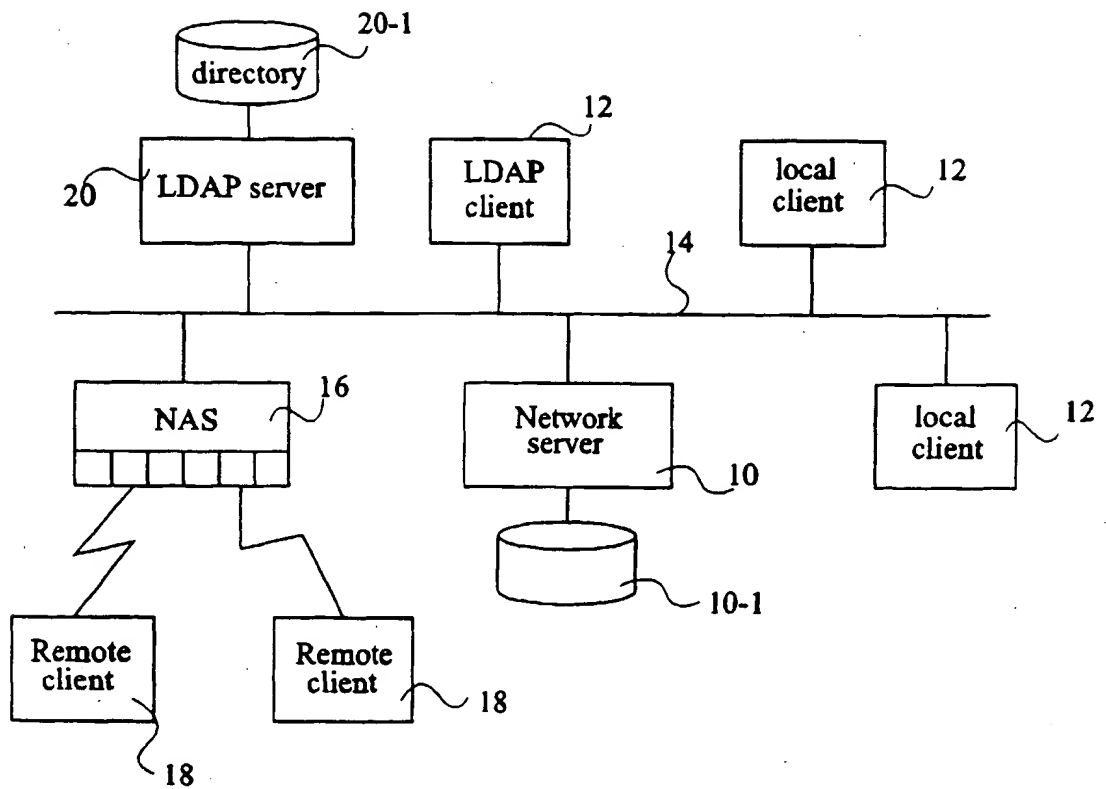 20-1
directory
12
LDAP server
20
LDAP
client
local
client
12
14
16
NAS
Network
server
10
local
client
12
10-1
Remote
client
18
Remote
client
18